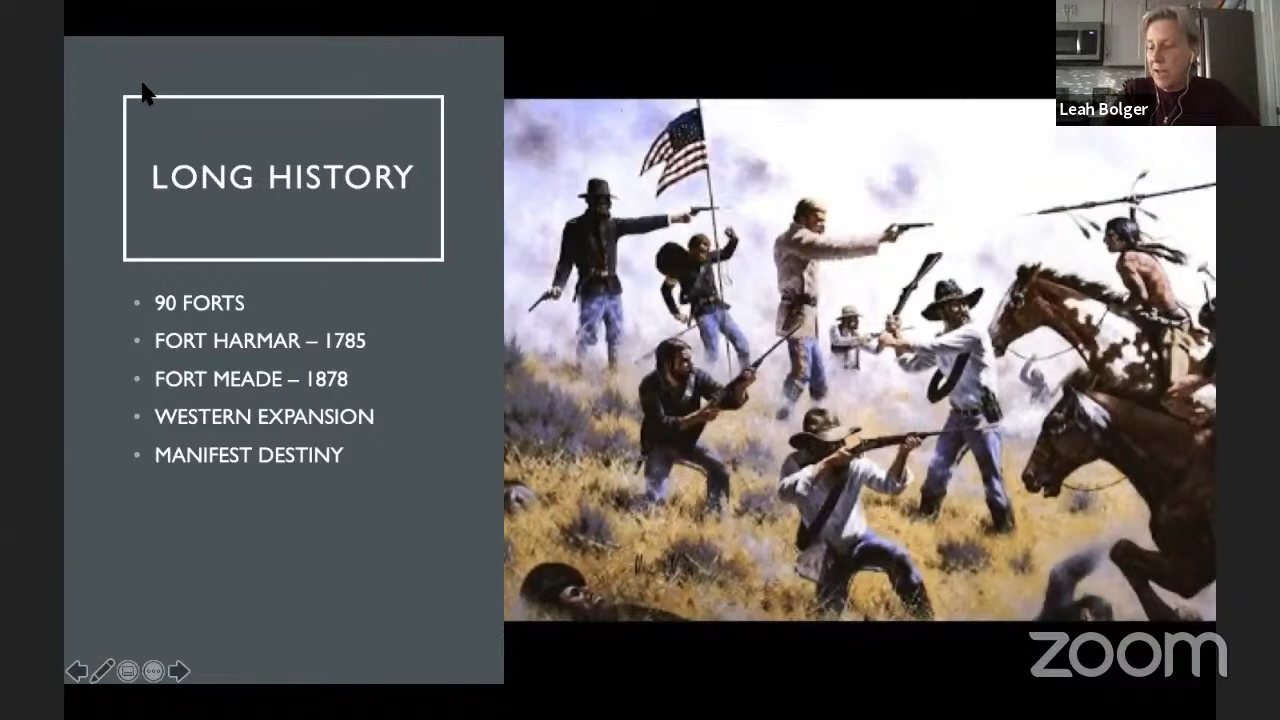 LONG HISTORY
• 90 FORTS
• FORT HARMAR – 1785
• FORT MEADE – 1878
• WESTERN EXPANSION
• MANIFEST DESTINY
Leah Bolger
zoom